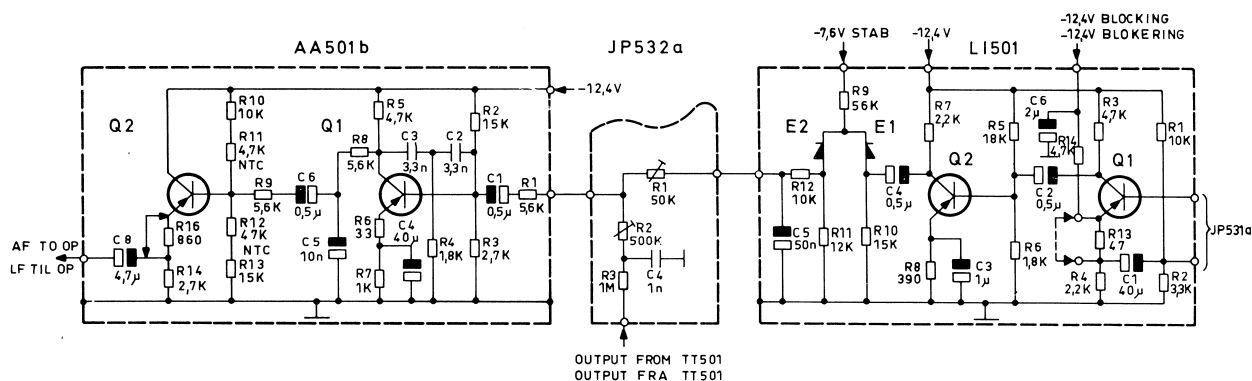 -12,4V BLOCKING
-12,4V BLOKERING
-7,6V STAB
-12,4V
AA501b
JP532a
LI501
-12,4V
Q2
R10
10K
R11
4,7K
NTC
Q1
R5
4,7K
R8
5,6K
C3
3,3n
C2
3,3n
R2
15K
R9
5,6K
C6
0,5µ
C1
0,5µ
R1
5,6K
R12
47K
NTC
R13
15K
R16
860
C8
4,7µ
R14
2,7K
C5
10n
R6
33
C4
40µ
R7
1K
R4
1,8K
R3
2,7K
AF TO OP
LF TIL OP
R1
50K
R2
500K
R3
1M
C4
1n
OUTPUT FROM TT501
OUTPUT FRA TT501
R9
56K
E2
E1
R7
2,2K
Q2
R5
18K
C6
2µ
R14
4,7K
R3
4,7K
Q1
R1
10K
R12
10K
C4
0,5µ
C2
0,5µ
C5
50n
R11
12K
R10
15K
R8
390
C3
1µ
R6
1,8K
R13
47
R4
2,2K
C1
40µ
R2
3,3K
JP531a